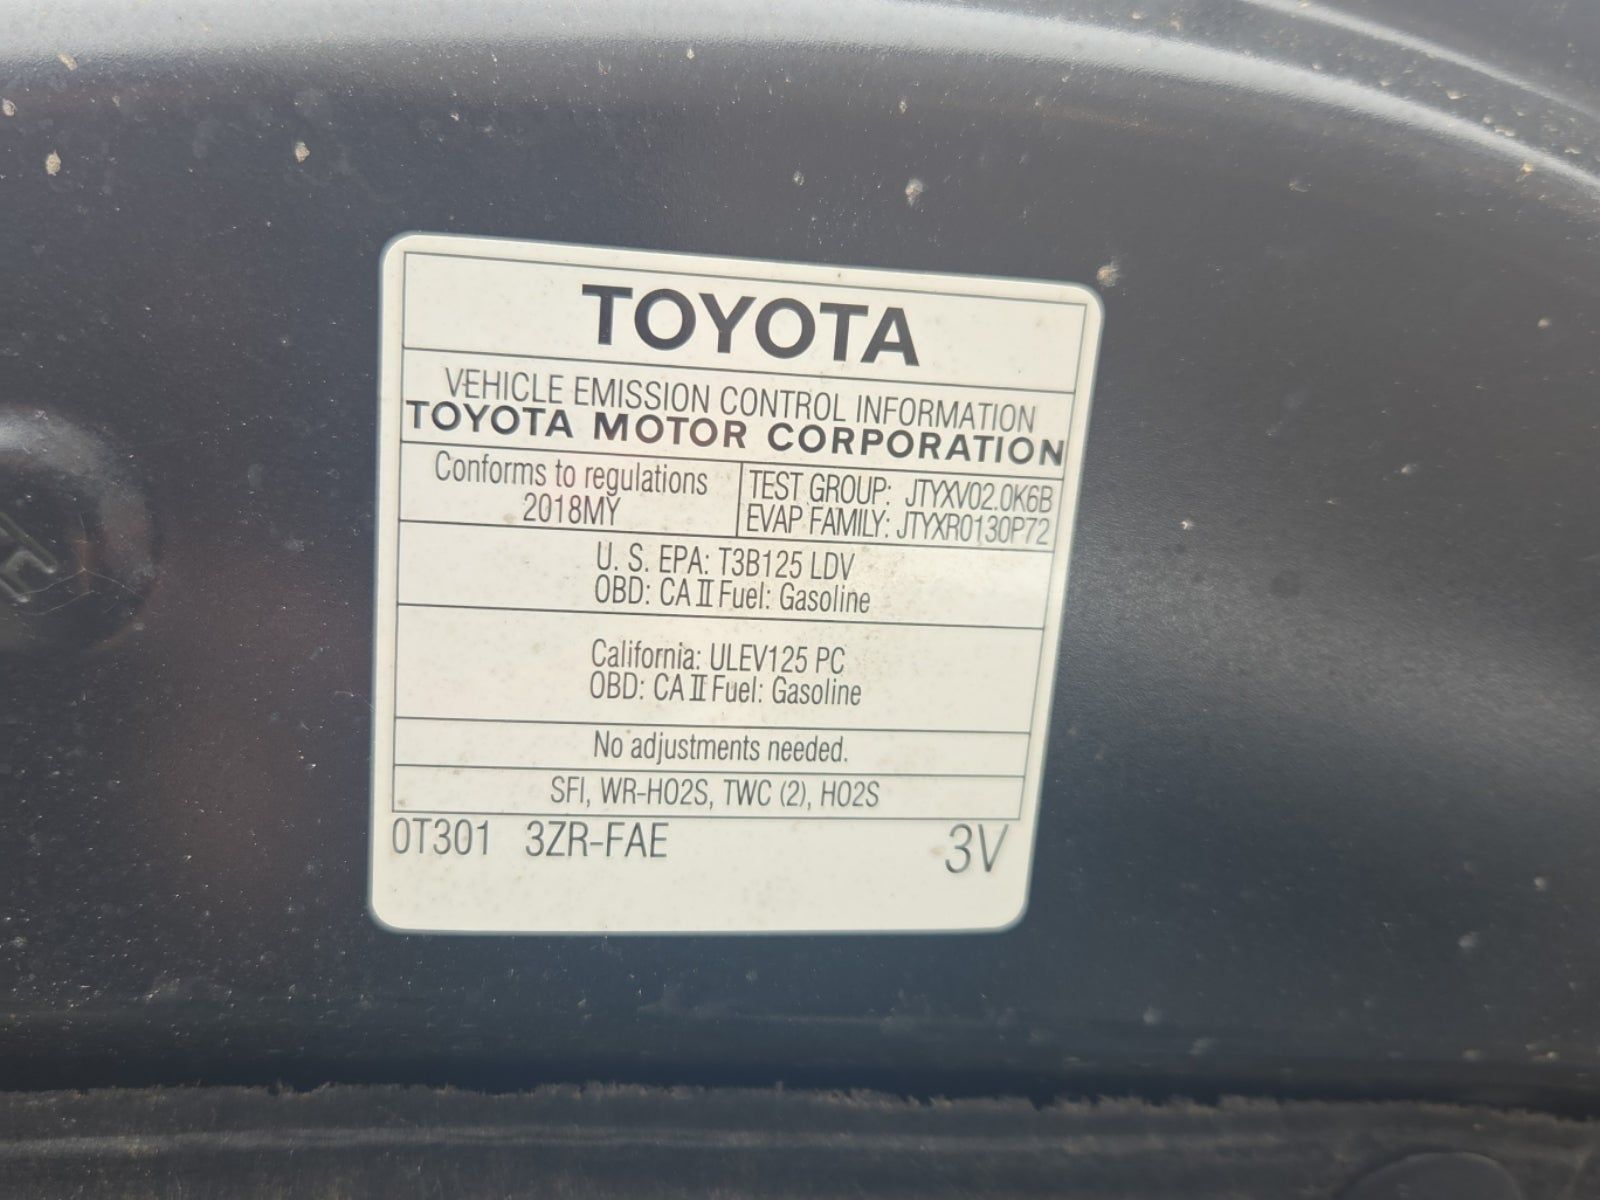 TOYOTA
VEHICLE EMISSION CONTROL INFORMATION
TOYOTA MOTOR CORPORATION
Conforms to regulations
2018MY
TEST GROUP: JTYXV02.0K6B
EVAP FAMILY: JTYXR0130P72
U. S. EPA: T3B125 LDV
OBD: CA II Fuel: Gasoline
California: ULEV125 PC
OBD: CA II Fuel: Gasoline
No adjustments needed.
SFI, WR-HO2S, TWC (2), HO2S
0T301 3ZR-FAE 3V